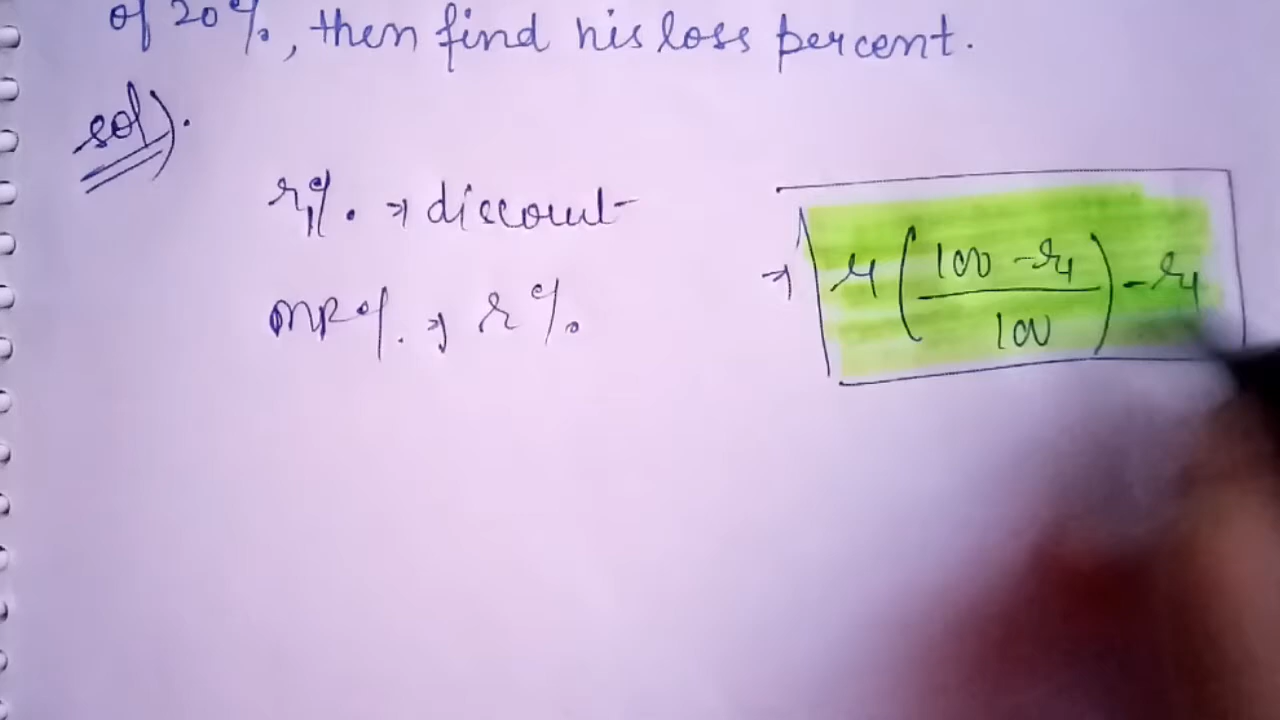 of 20%, then find his loss percent.
sol).
r₁%. → discount
MP%. → r%.
→ r (100 - r₁ / 100) - r₁